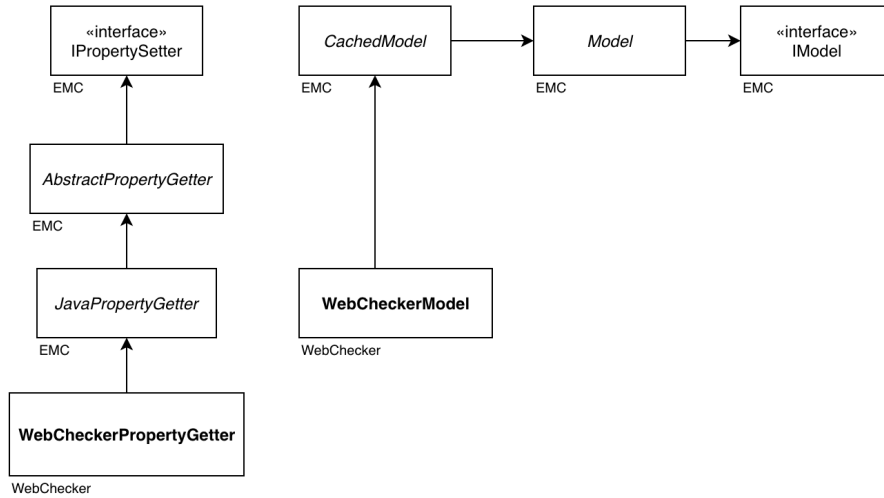 «interface»
IPropertySetter
EMC
AbstractPropertyGetter
EMC
JavaPropertyGetter
EMC
WebCheckerPropertyGetter
WebChecker
CachedModel
EMC
Model
EMC
«interface»
IModel
EMC
WebCheckerModel
WebChecker